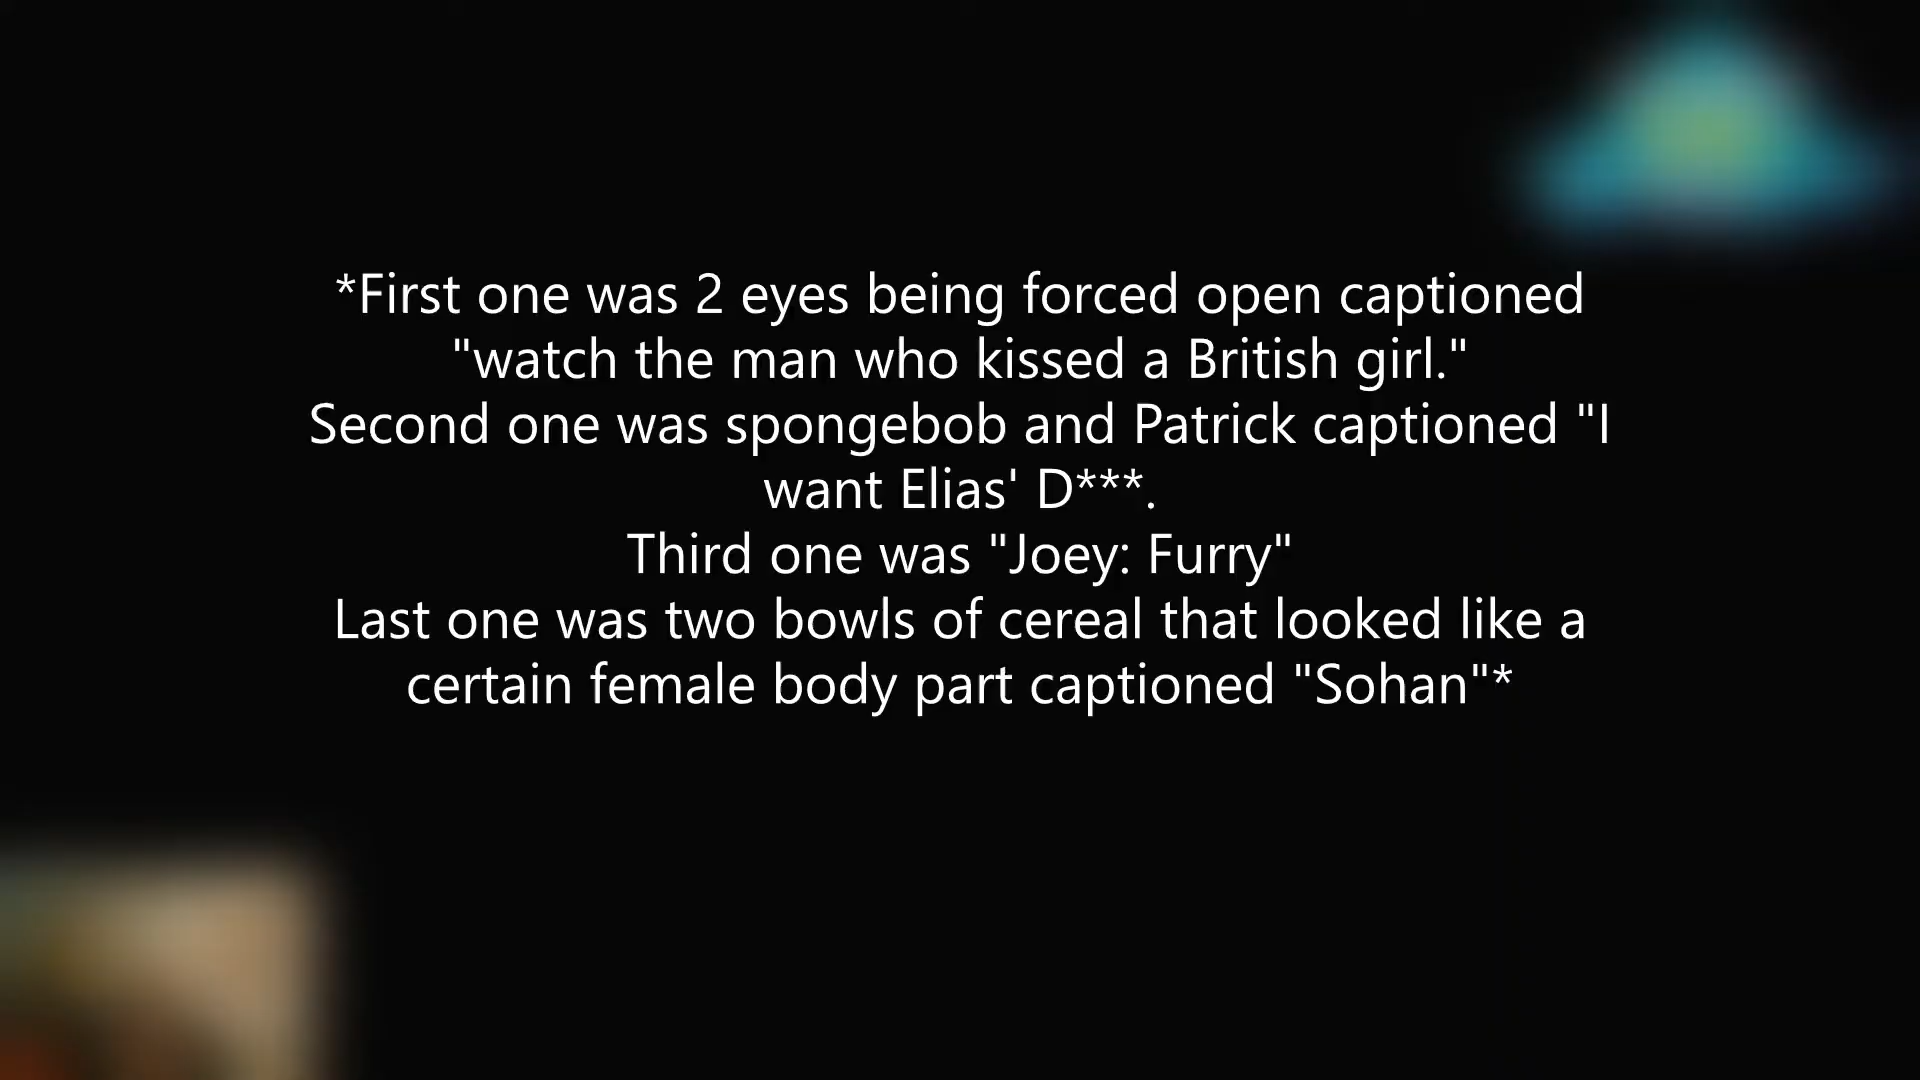 *First one was 2 eyes being forced open captioned
"watch the man who kissed a British girl."
Second one was spongebob and Patrick captioned "I
want Elias' D***.
Third one was "Joey: Furry"
Last one was two bowls of cereal that looked like a
certain female body part captioned "Sohan"*